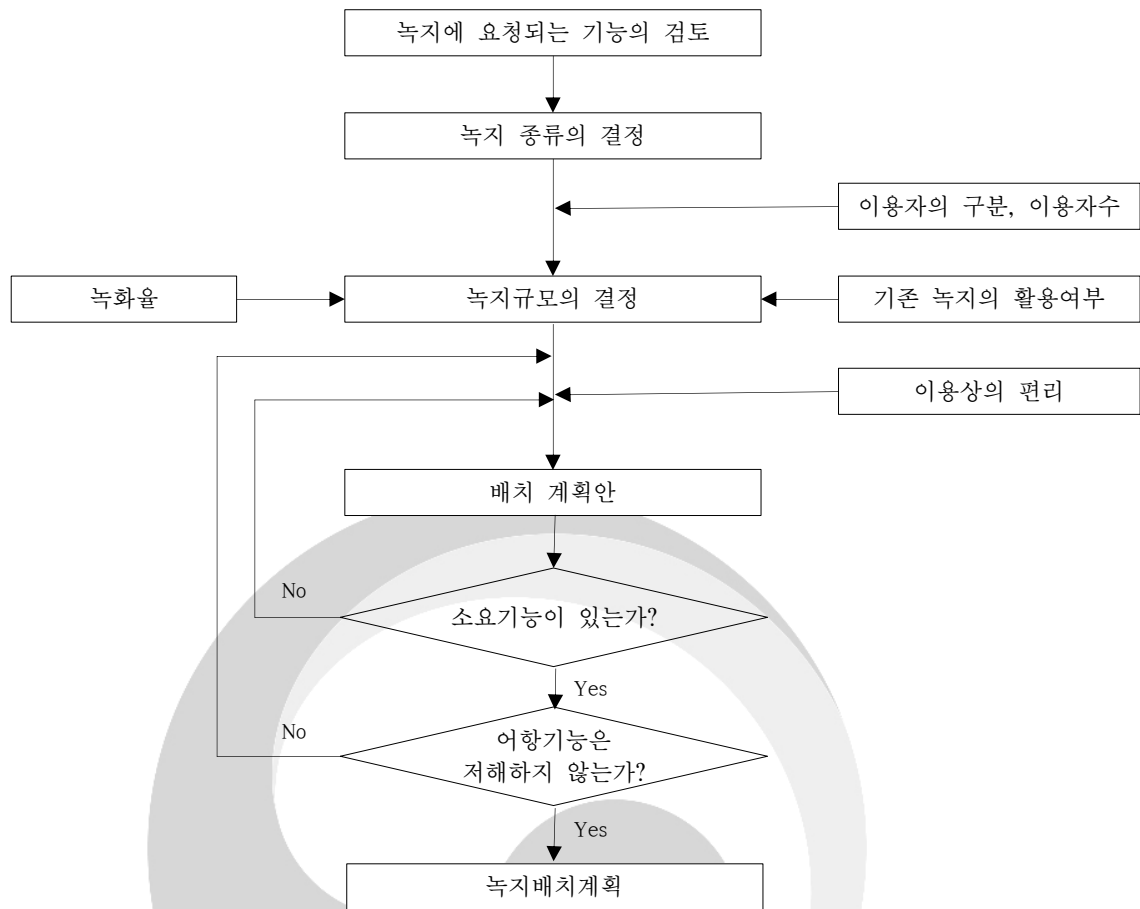 녹지에 요청되는 기능의 검토
녹지 종류의 결정
이용자의 구분, 이용자수
녹화율
녹지규모의 결정
기존 녹지의 활용여부
이용상의 편리
배치 계획안
No
소요기능이 있는가?
Yes
No
어항기능은
저해하지 않는가?
Yes
녹지배치계획